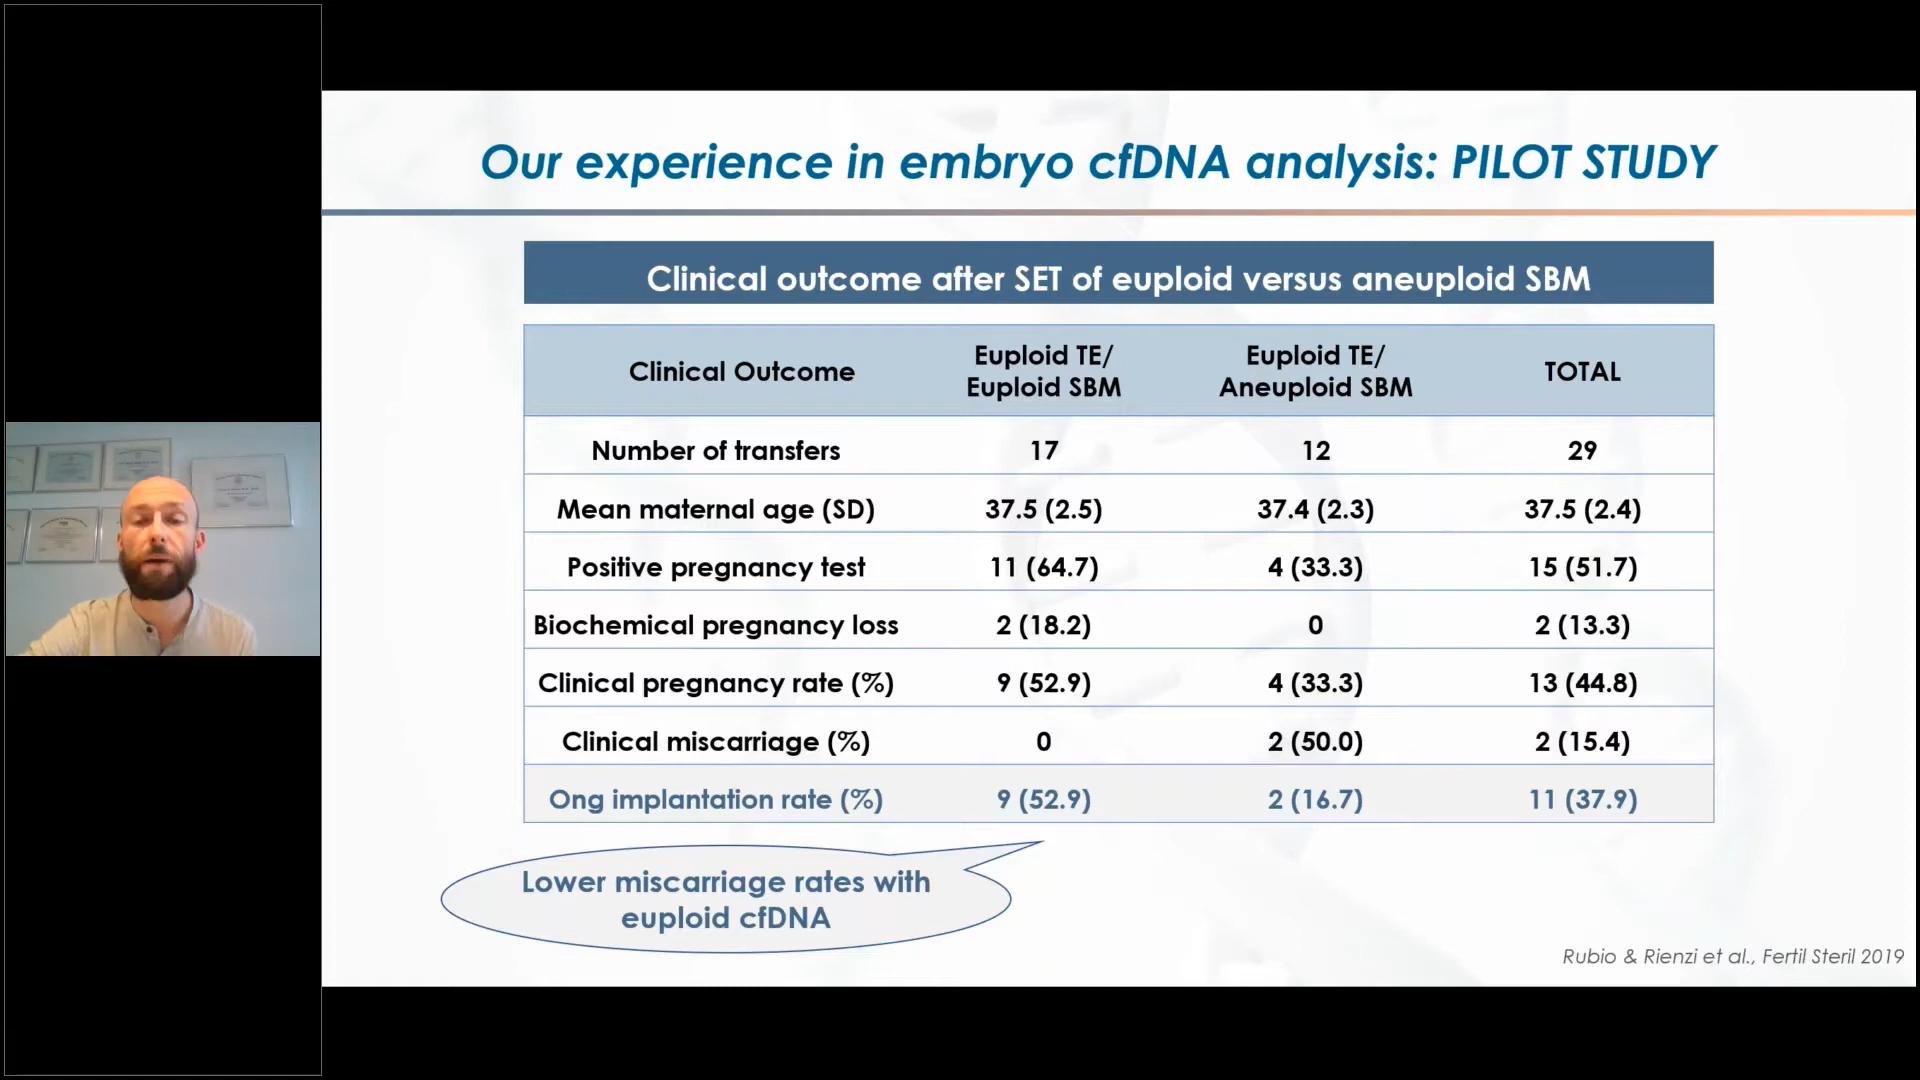 Our experience in embryo cfDNA analysis: PILOT STUDY
Clinical outcome after SET of euploid versus aneuploid SBM
Clinical Outcome Euploid TE/ Euploid SBM Euploid TE/ Aneuploid SBM TOTAL
Number of transfers 17 12 29
Mean maternal age (SD) 37.5 (2.5) 37.4 (2.3) 37.5 (2.4)
Positive pregnancy test 11 (64.7) 4 (33.3) 15 (51.7)
Biochemical pregnancy loss 2 (18.2) 0 2 (13.3)
Clinical pregnancy rate (%) 9 (52.9) 4 (33.3) 13 (44.8)
Clinical miscarriage (%) 0 2 (50.0) 2 (15.4)
Ong implantation rate (%) 9 (52.9) 2 (16.7) 11 (37.9)
Lower miscarriage rates with
euploid cfDNA
Rubio & Rienzi et al., Fertil Steril 2019